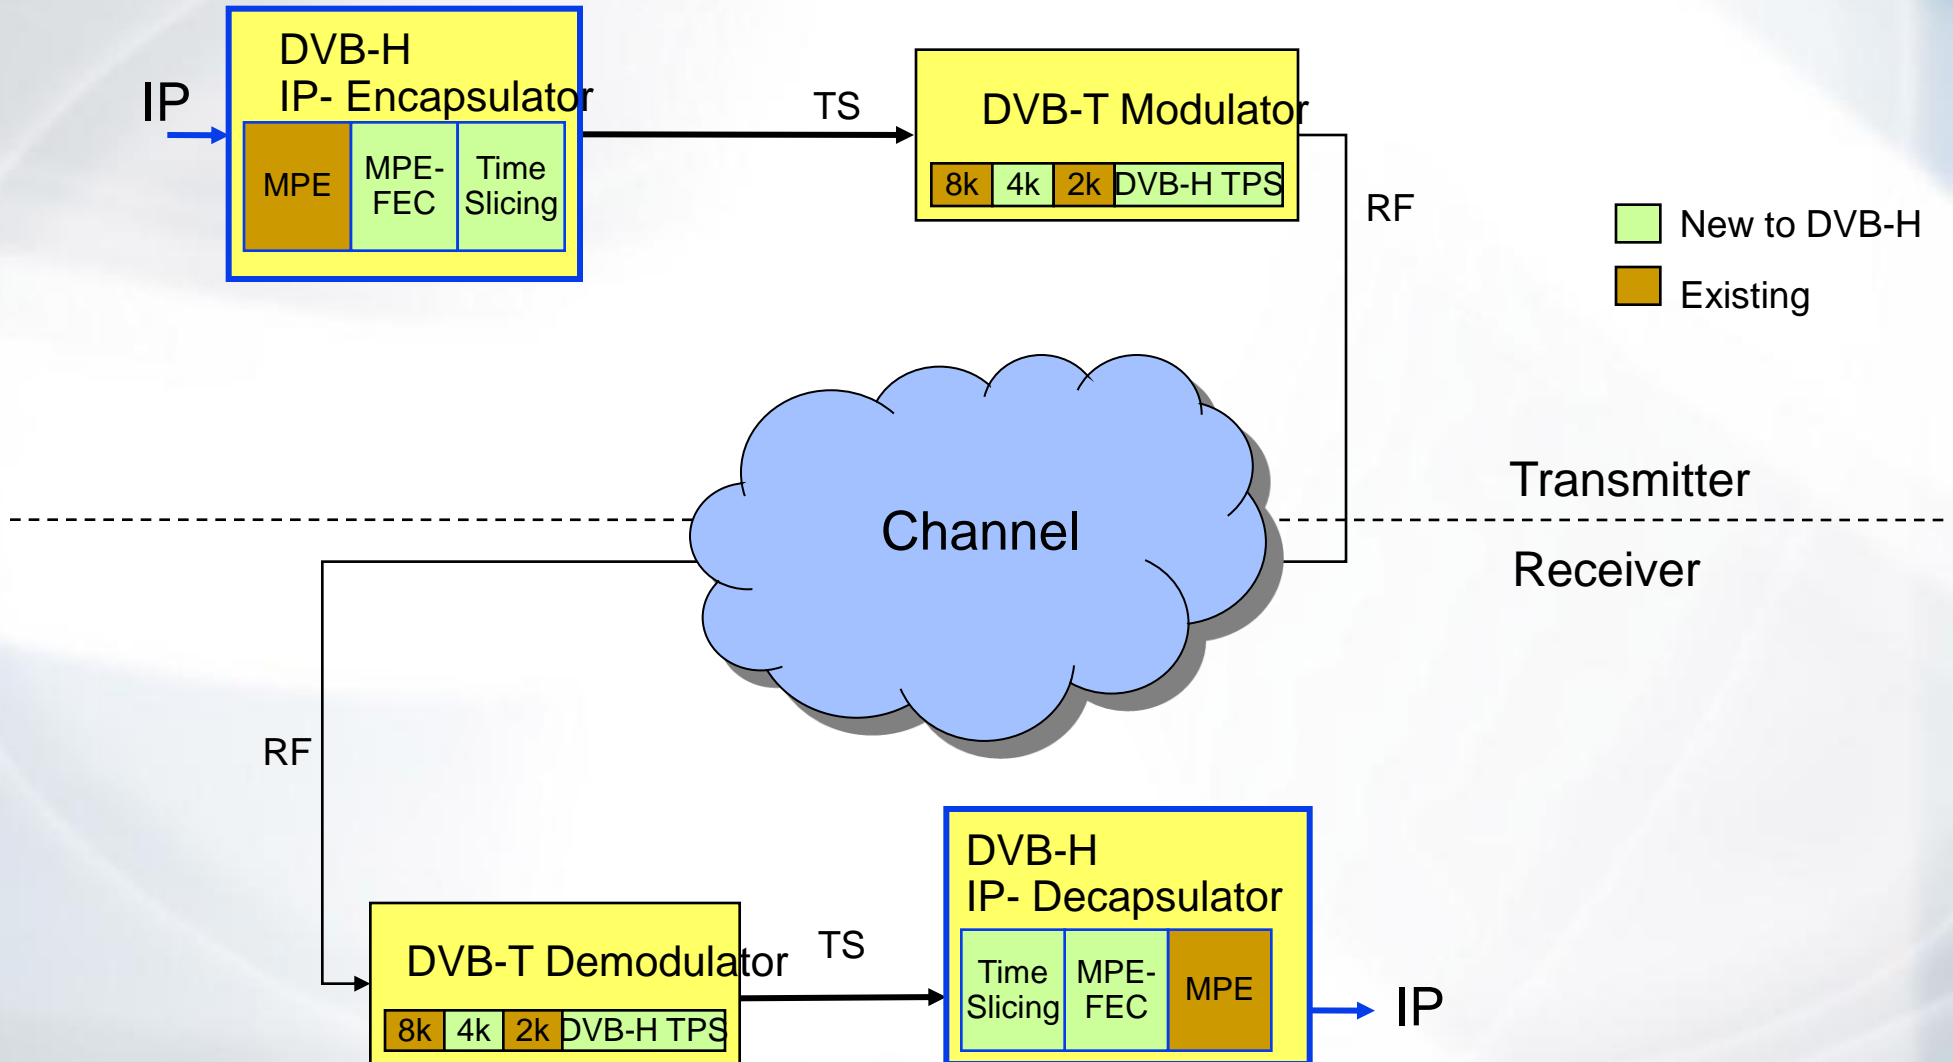 DVB-H
IP- Encapsulator
IP
MPE
MPE-
FEC
Time
Slicing
TS
DVB-T Modulator
8k
4k
2k
DVB-H TPS
RF
New to DVB-H
Existing
Channel
Transmitter
Receiver
RF
DVB-T Demodulator
8k
4k
2k
DVB-H TPS
TS
DVB-H
IP- Decapsulator
Time
Slicing
MPE-
FEC
MPE
IP